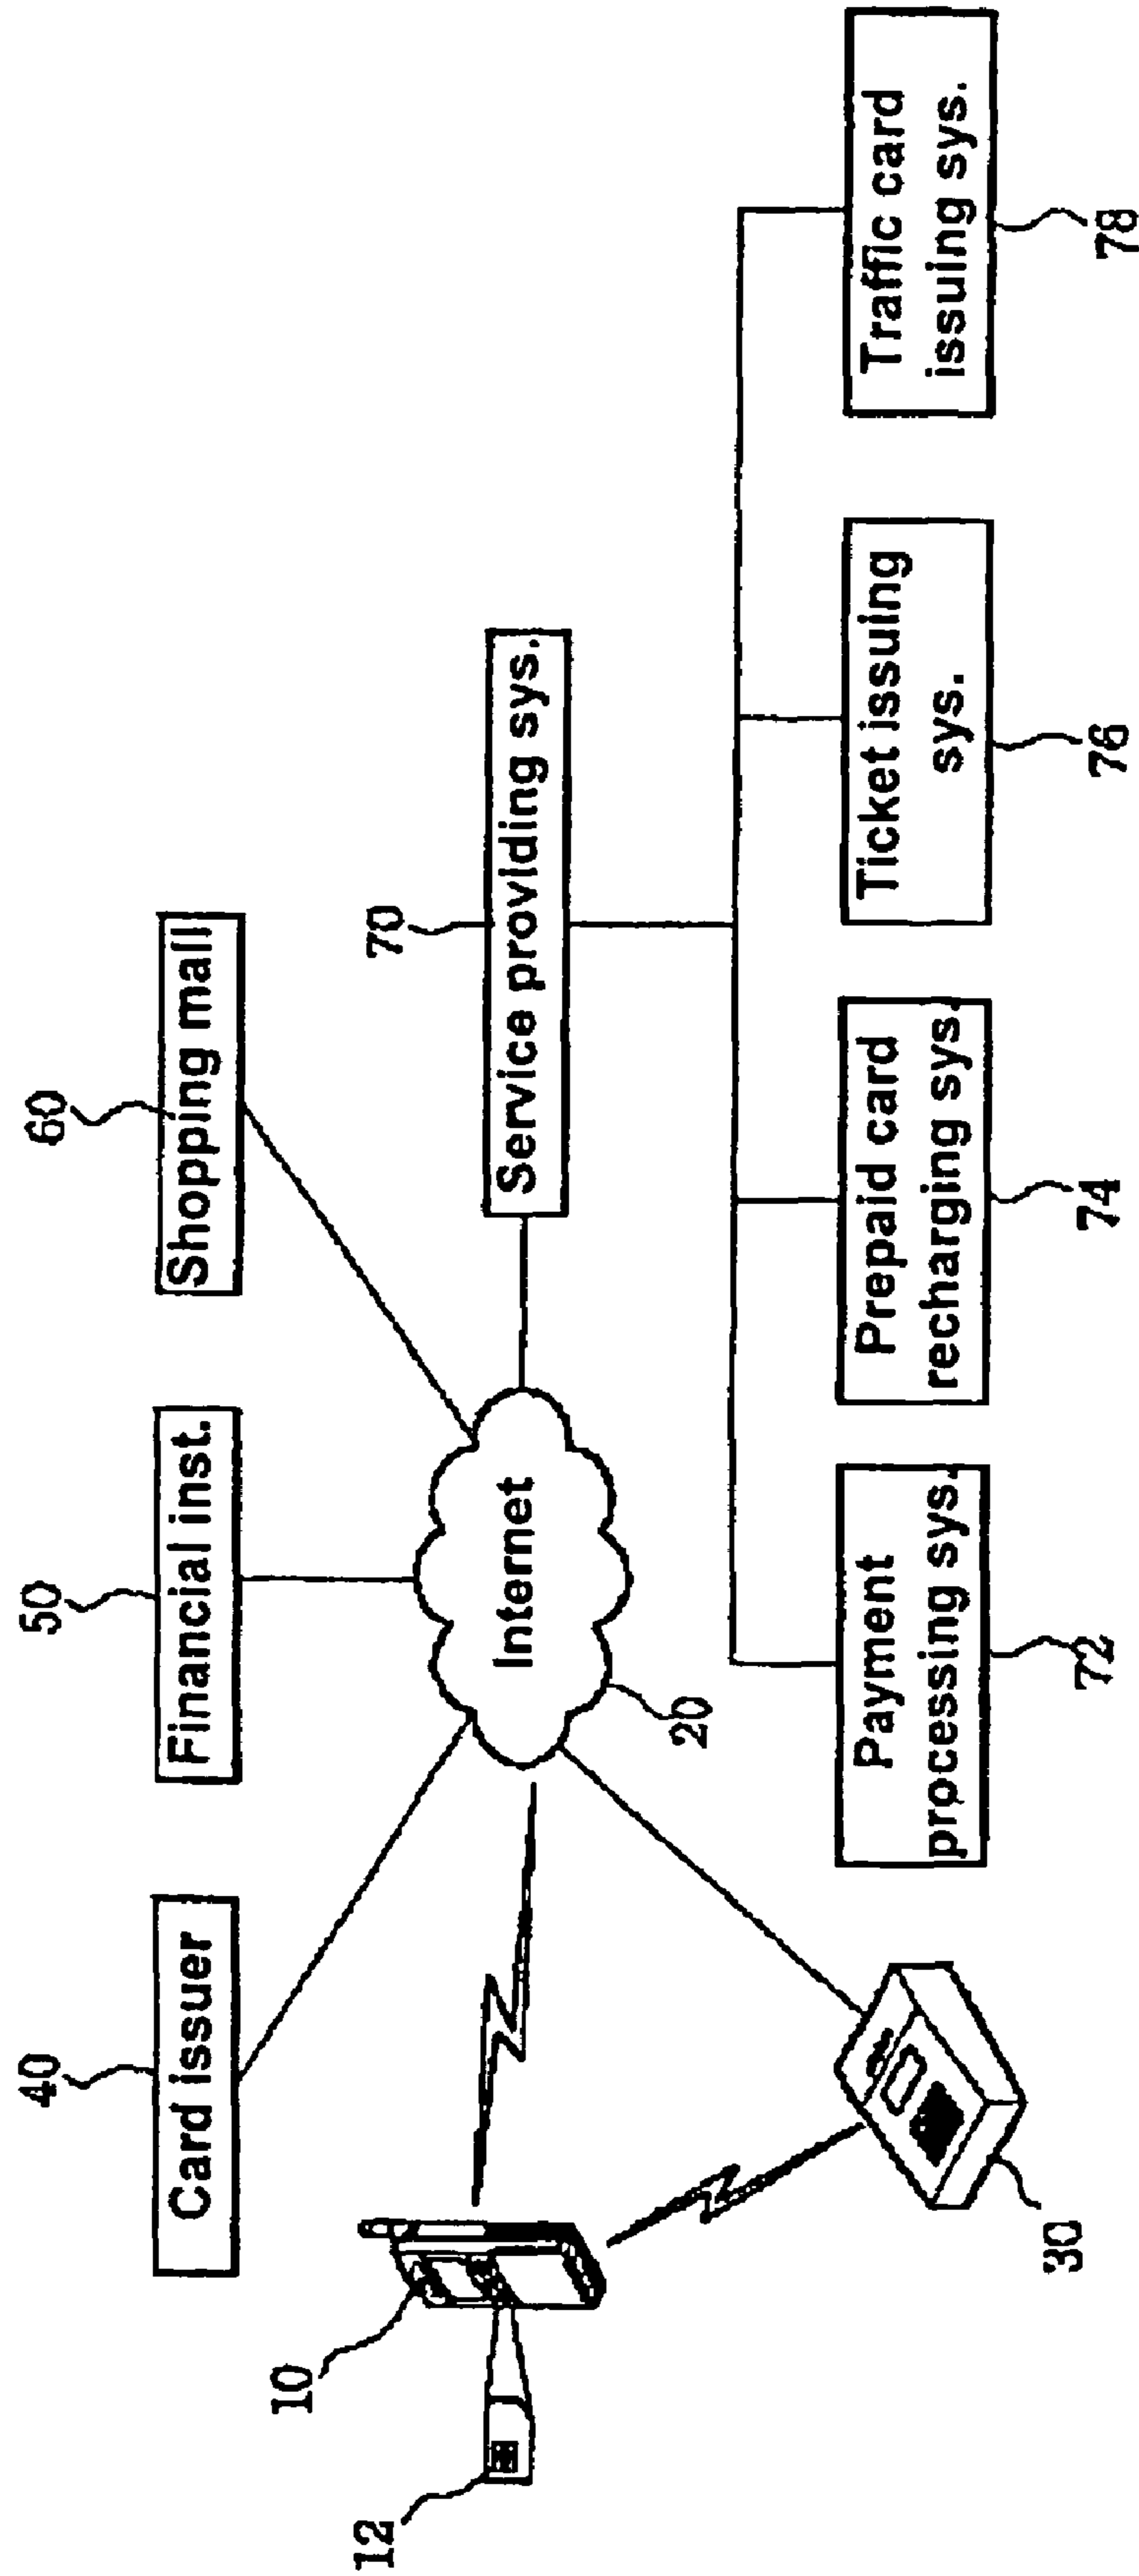 40
50
60
Card issuer
Financial inst.
Shopping mall
10
12
70
Internet
Service providing sys.
20
30
Payment
processing sys.
Prepaid card
recharging sys.
Ticket issuing
sys.
Traffic card
issuing sys.
72
74
76
78